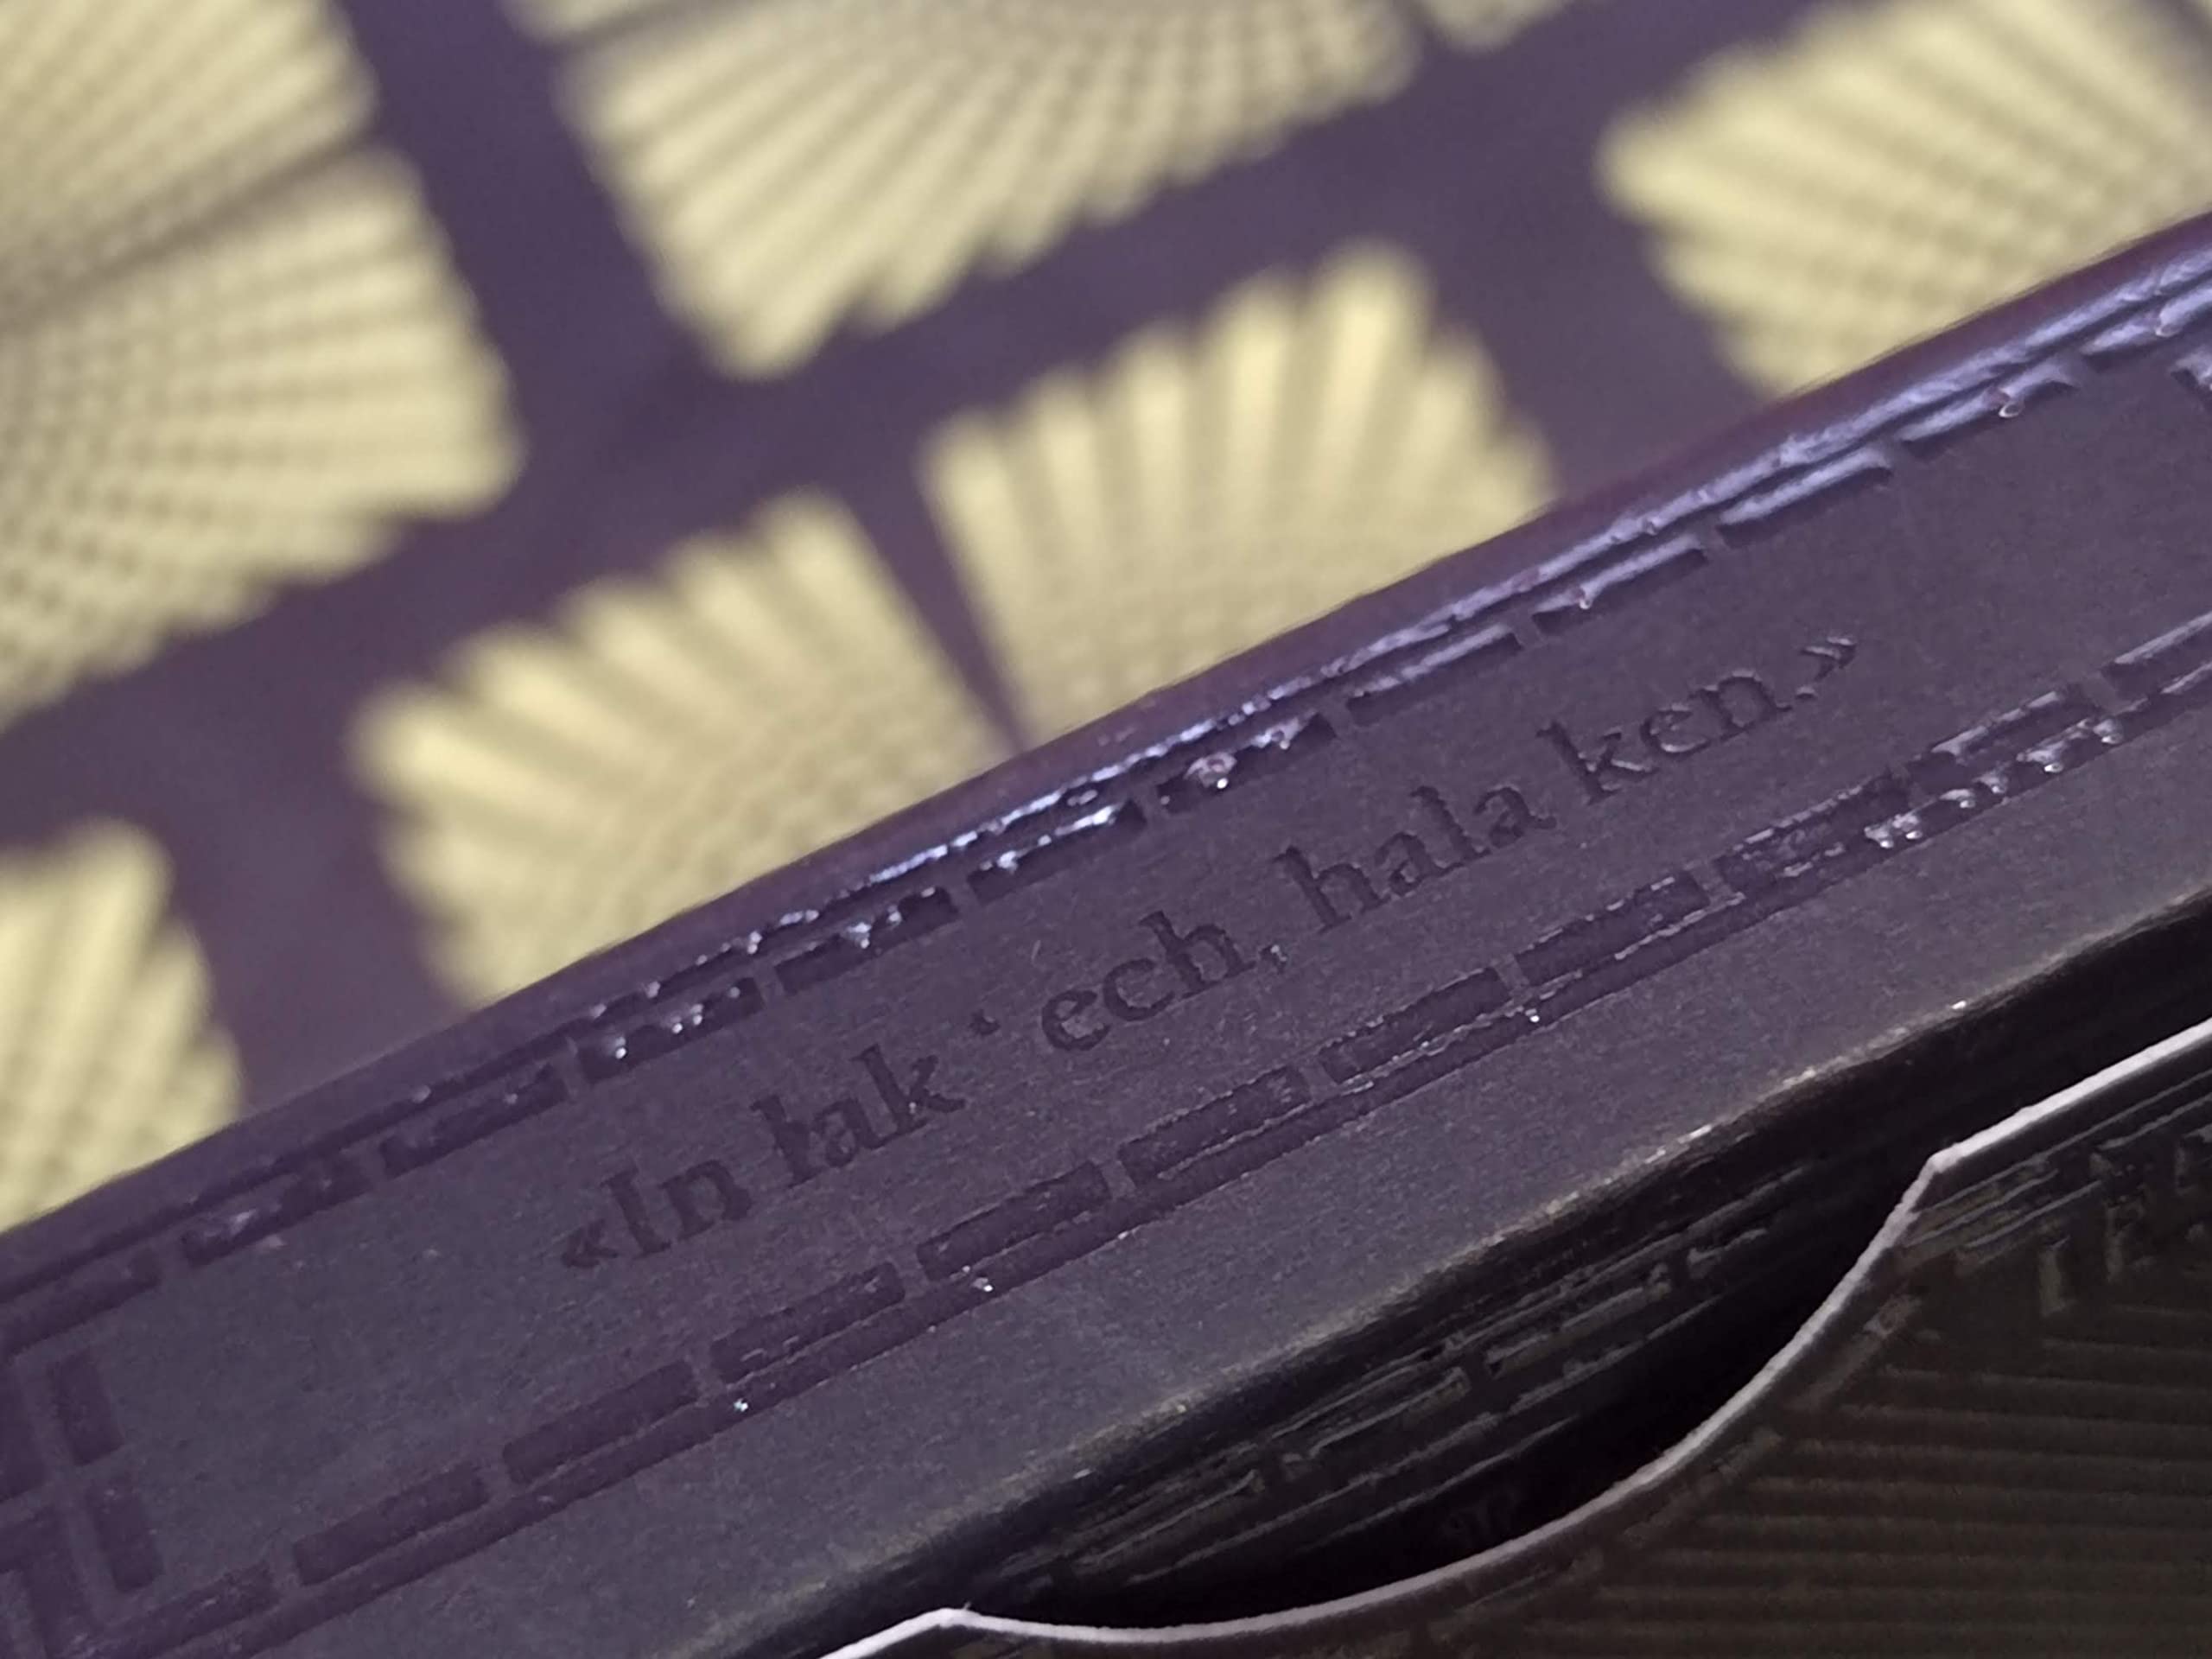 «In lak ‘ ech, hala ken.»